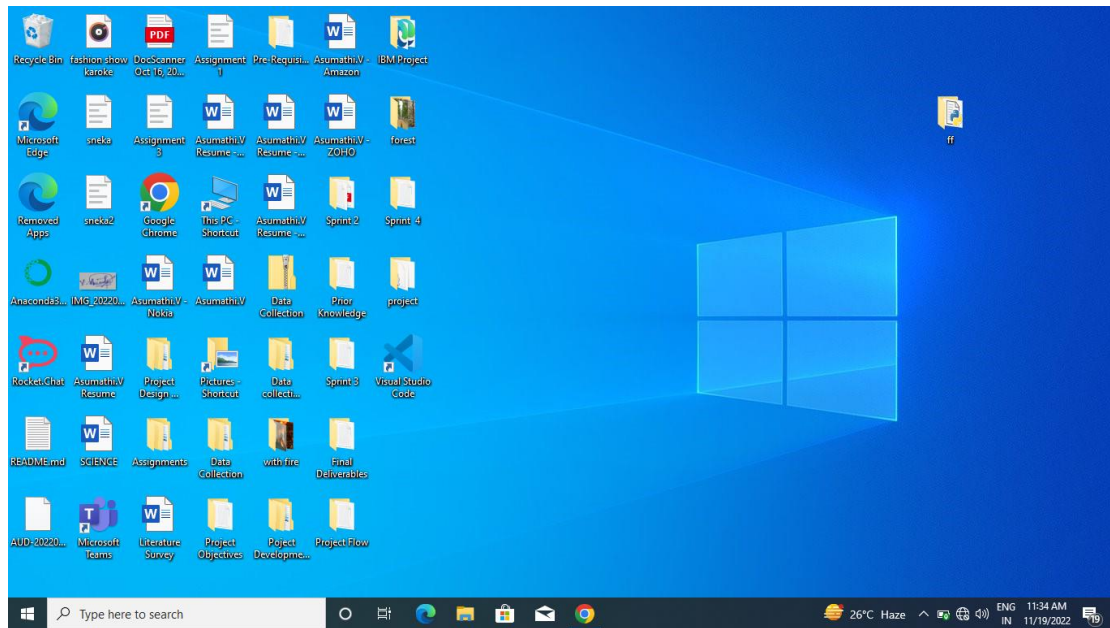 Recycle Bin
fashion show
karoke
DocScanner
Oct 16, 20...
Assignment
1
Pre-Requisi...
Asumathi.V -
Amazon
IBM Project
Microsoft
Edge
sneka
Assignment
3
Asumathi.V
Resume -...
Asumathi.V
Resume -...
Asumathi.V -
ZOHO
forest
ff
Removed
Apps
sneka2
Google
Chrome
This PC -
Shortcut
Asumathi.V
Resume -...
Sprint 2
Sprint 4
Anaconda3...
IMG_20220...
Asumathi.V -
Nokia
Asumathi.V
Data
Collection
Prior
Knowledge
project
Rocket.Chat
Asumathi.V
Resume
Project
Design ...
Pictures -
Shortcut
Data
collecti...
Sprint 3
Visual Studio
Code
README.md
SCIENCE
Assignments
Data
Collection
with fire
Final
Deliverables
AUD-20220...
Microsoft
Teams
Literature
Survey
Project
Objectives
Poject
Developme...
Project Flow
Type here to search
26°C Haze
ENG
IN
11:34 AM
11/19/2022
19
PDF